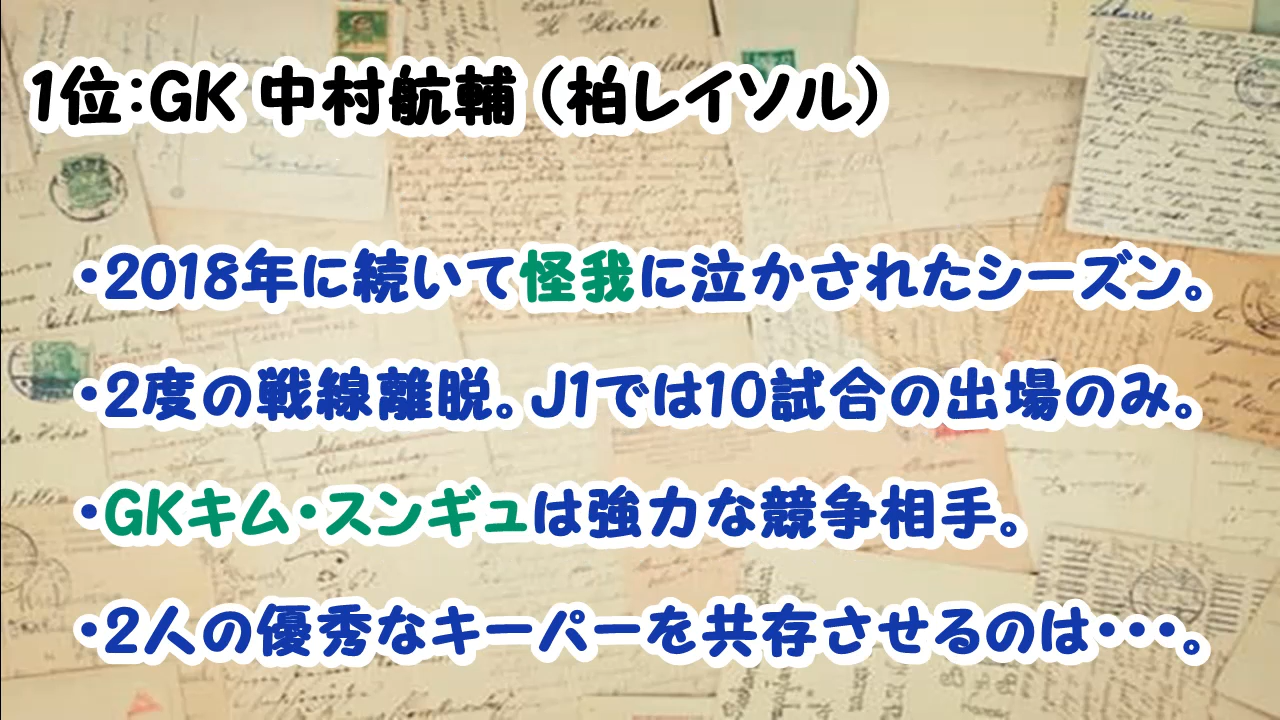 1位:GK 中村航輔 (柏レイソル)
・2018年に続いて怪我に泣かされたシーズン。
・2度の戦線離脱。J1では10試合の出場のみ。
・GKキム・スンギュは強力な競争相手。
・2人の優秀なキーパーを共存させるのは・・・。